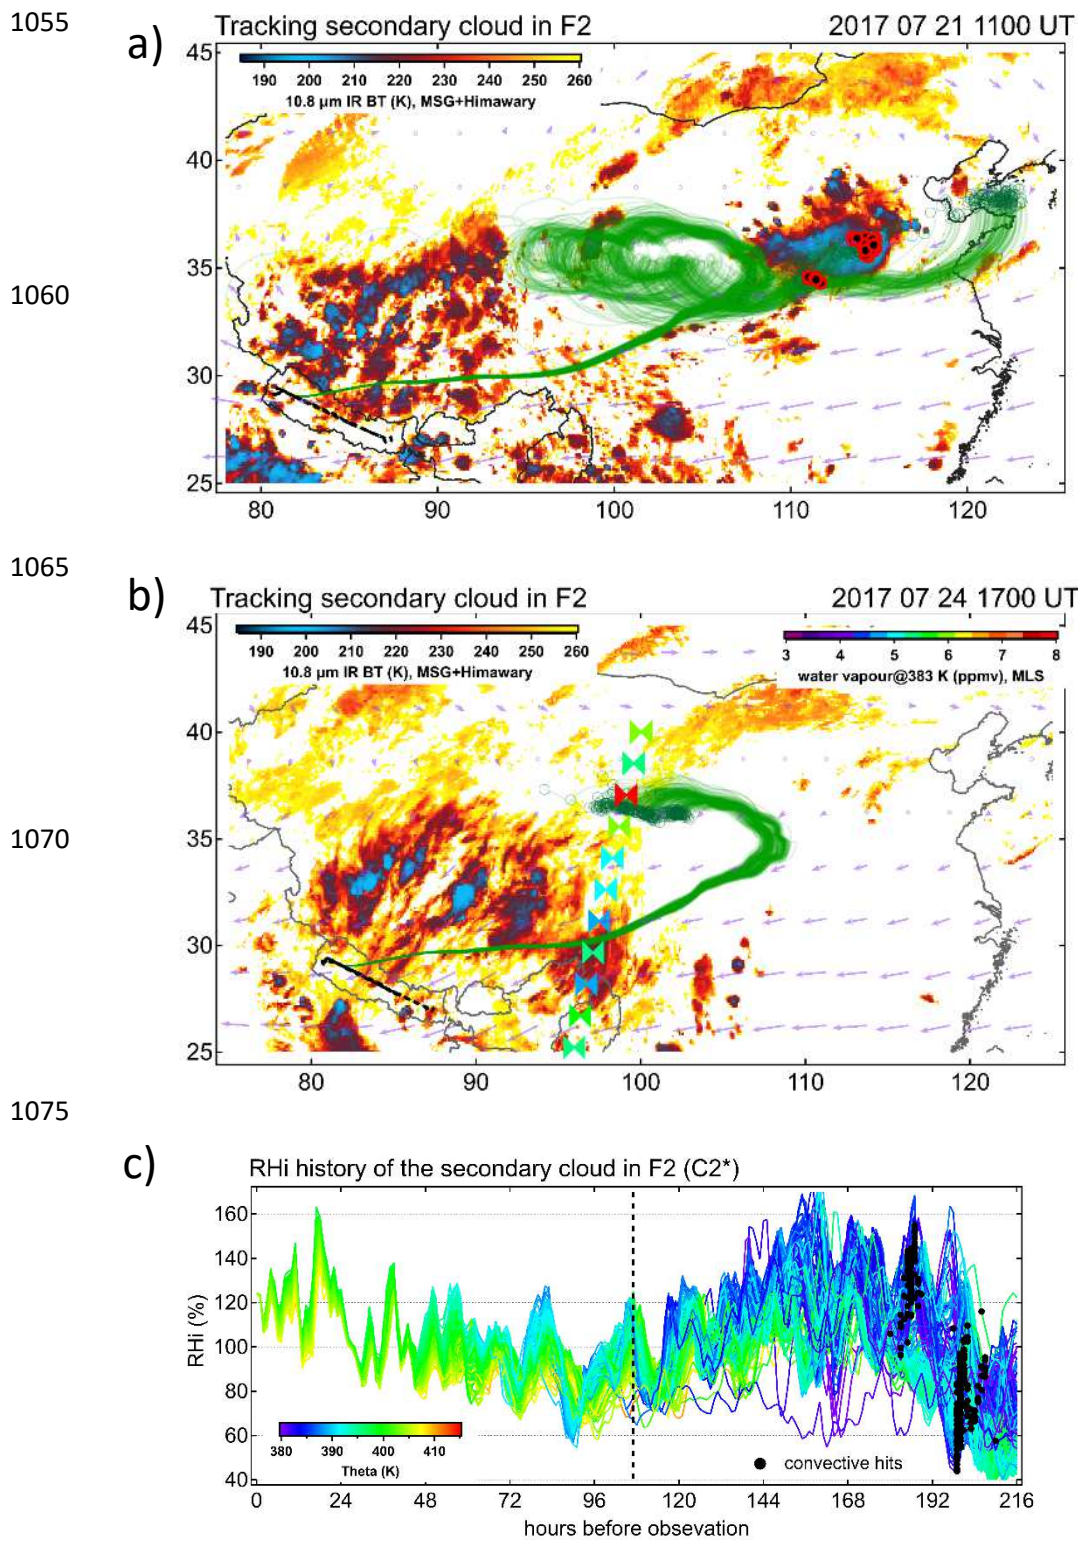 1055
a)
Tracking secondary cloud in F2
2017 07 21 1100 UT
190 200 210 220 230 240 250 260
10.8 µm IR BT (K), MSG+Himawary
45
40
1060
35
30
25
80 90 100 110 120
1065
b)
Tracking secondary cloud in F2
2017 07 24 1700 UT
190 200 210 220 230 240 250 260
10.8 µm IR BT (K), MSG+Himawary
3 4 5 6 7 8
water vapour@383 K (ppmv), MLS
45
40
1070
35
30
25
80 90 100 110 120
1075
c)
RHi history of the secondary cloud in F2 (C2*)
160
140
120
100
80
60
40
RHi (%)
380 390 400 410
Theta (K)
convective hits
0 24 48 72 96 120 144 168 192 216
hours before obsevation